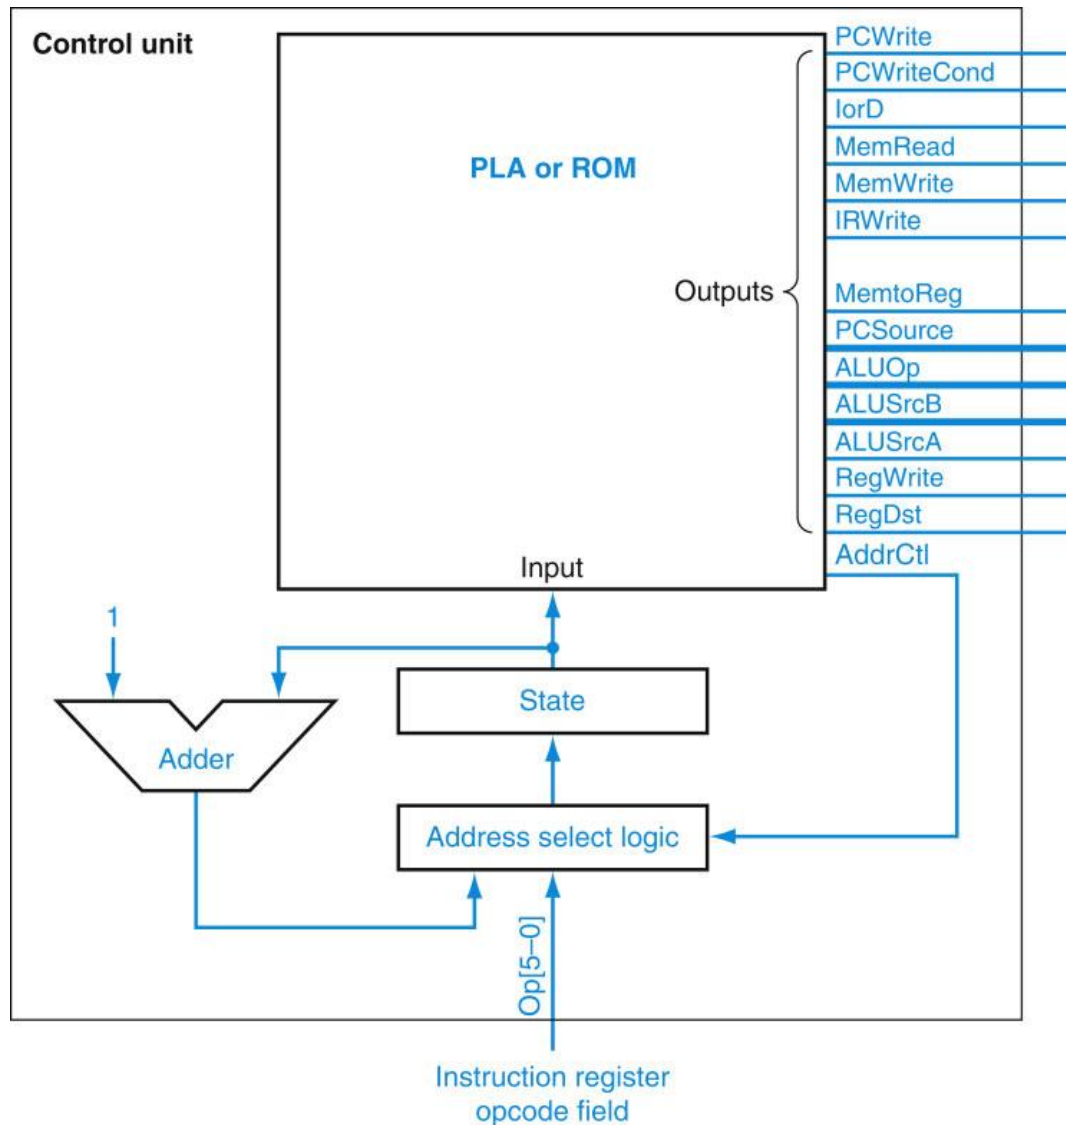 Control unit
PLA or ROM
Outputs
PCWrite
PCWriteCond
IorD
MemRead
MemWrite
IRWrite
MemtoReg
PCSource
ALUOp
ALUSrcB
ALUSrcA
RegWrite
RegDst
AddrCtl
Input
1
State
Adder
Address select logic
Op[5–0]
Instruction register
opcode field